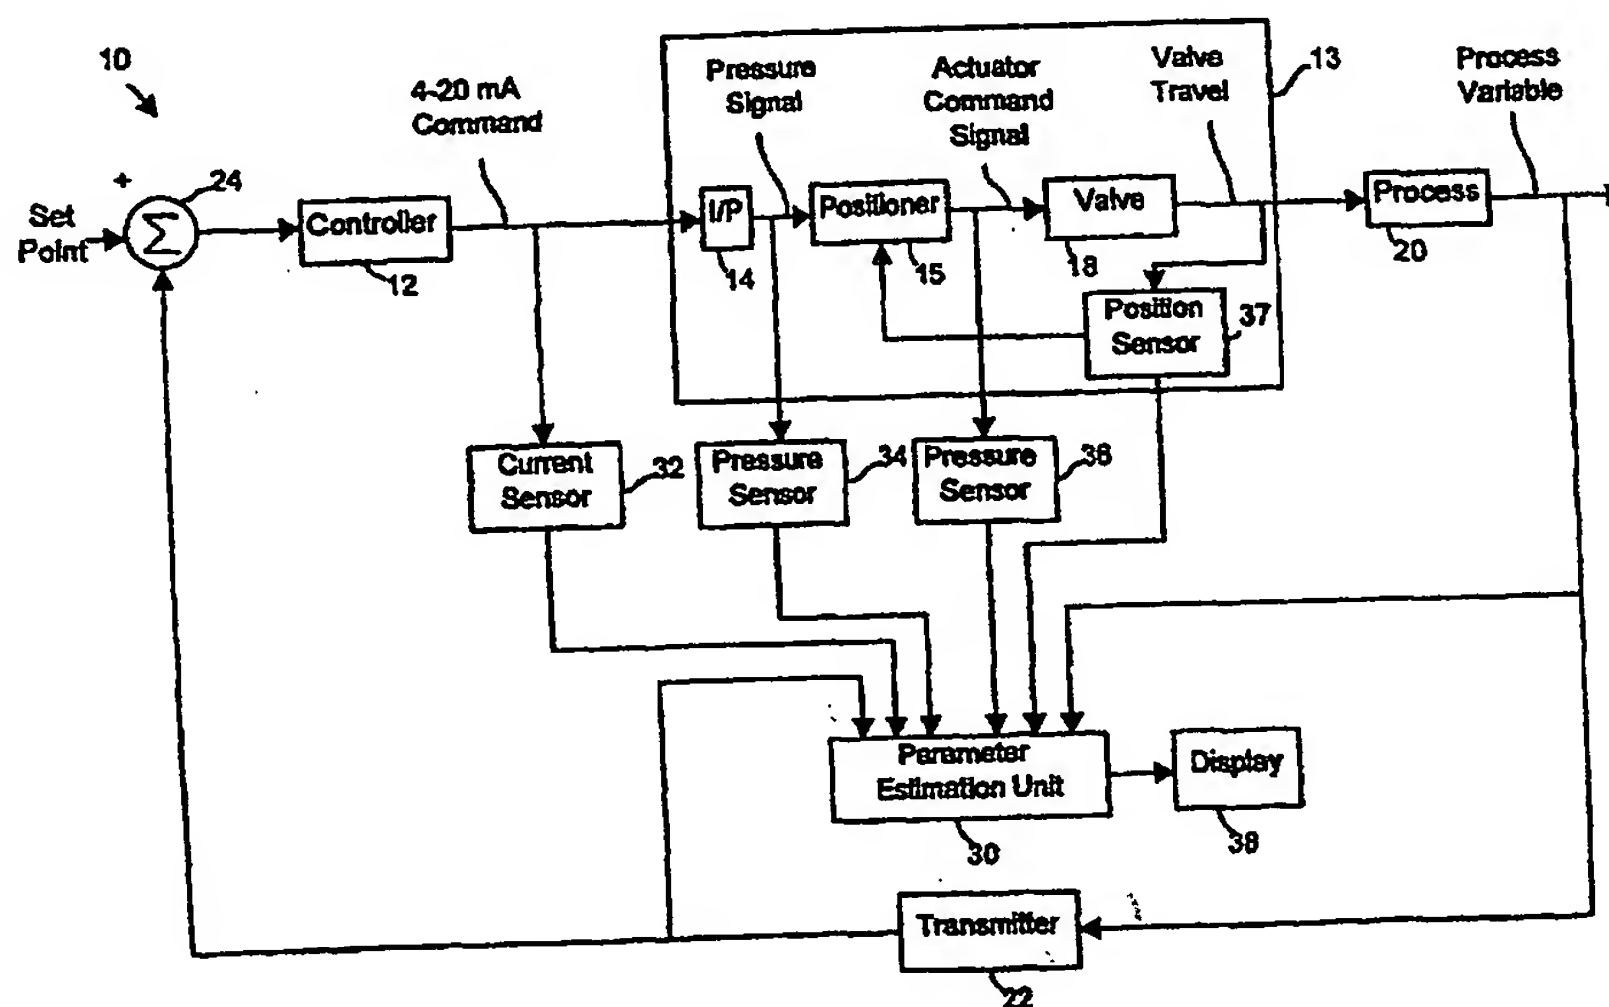 10
4-20 mA
Command
Pressure
Signal
Actuator
Command
Signal
Valve
Travel
13
Process
Variable
+
24
Set
Point
Σ
Controller
12
I/P
14
Positioner
15
Valve
18
Process
20
Position
Sensor
37
Current
Sensor
32
Pressure
Sensor
34
Pressure
Sensor
36
Parameter
Estimation Unit
30
Display
38
Transmitter
22